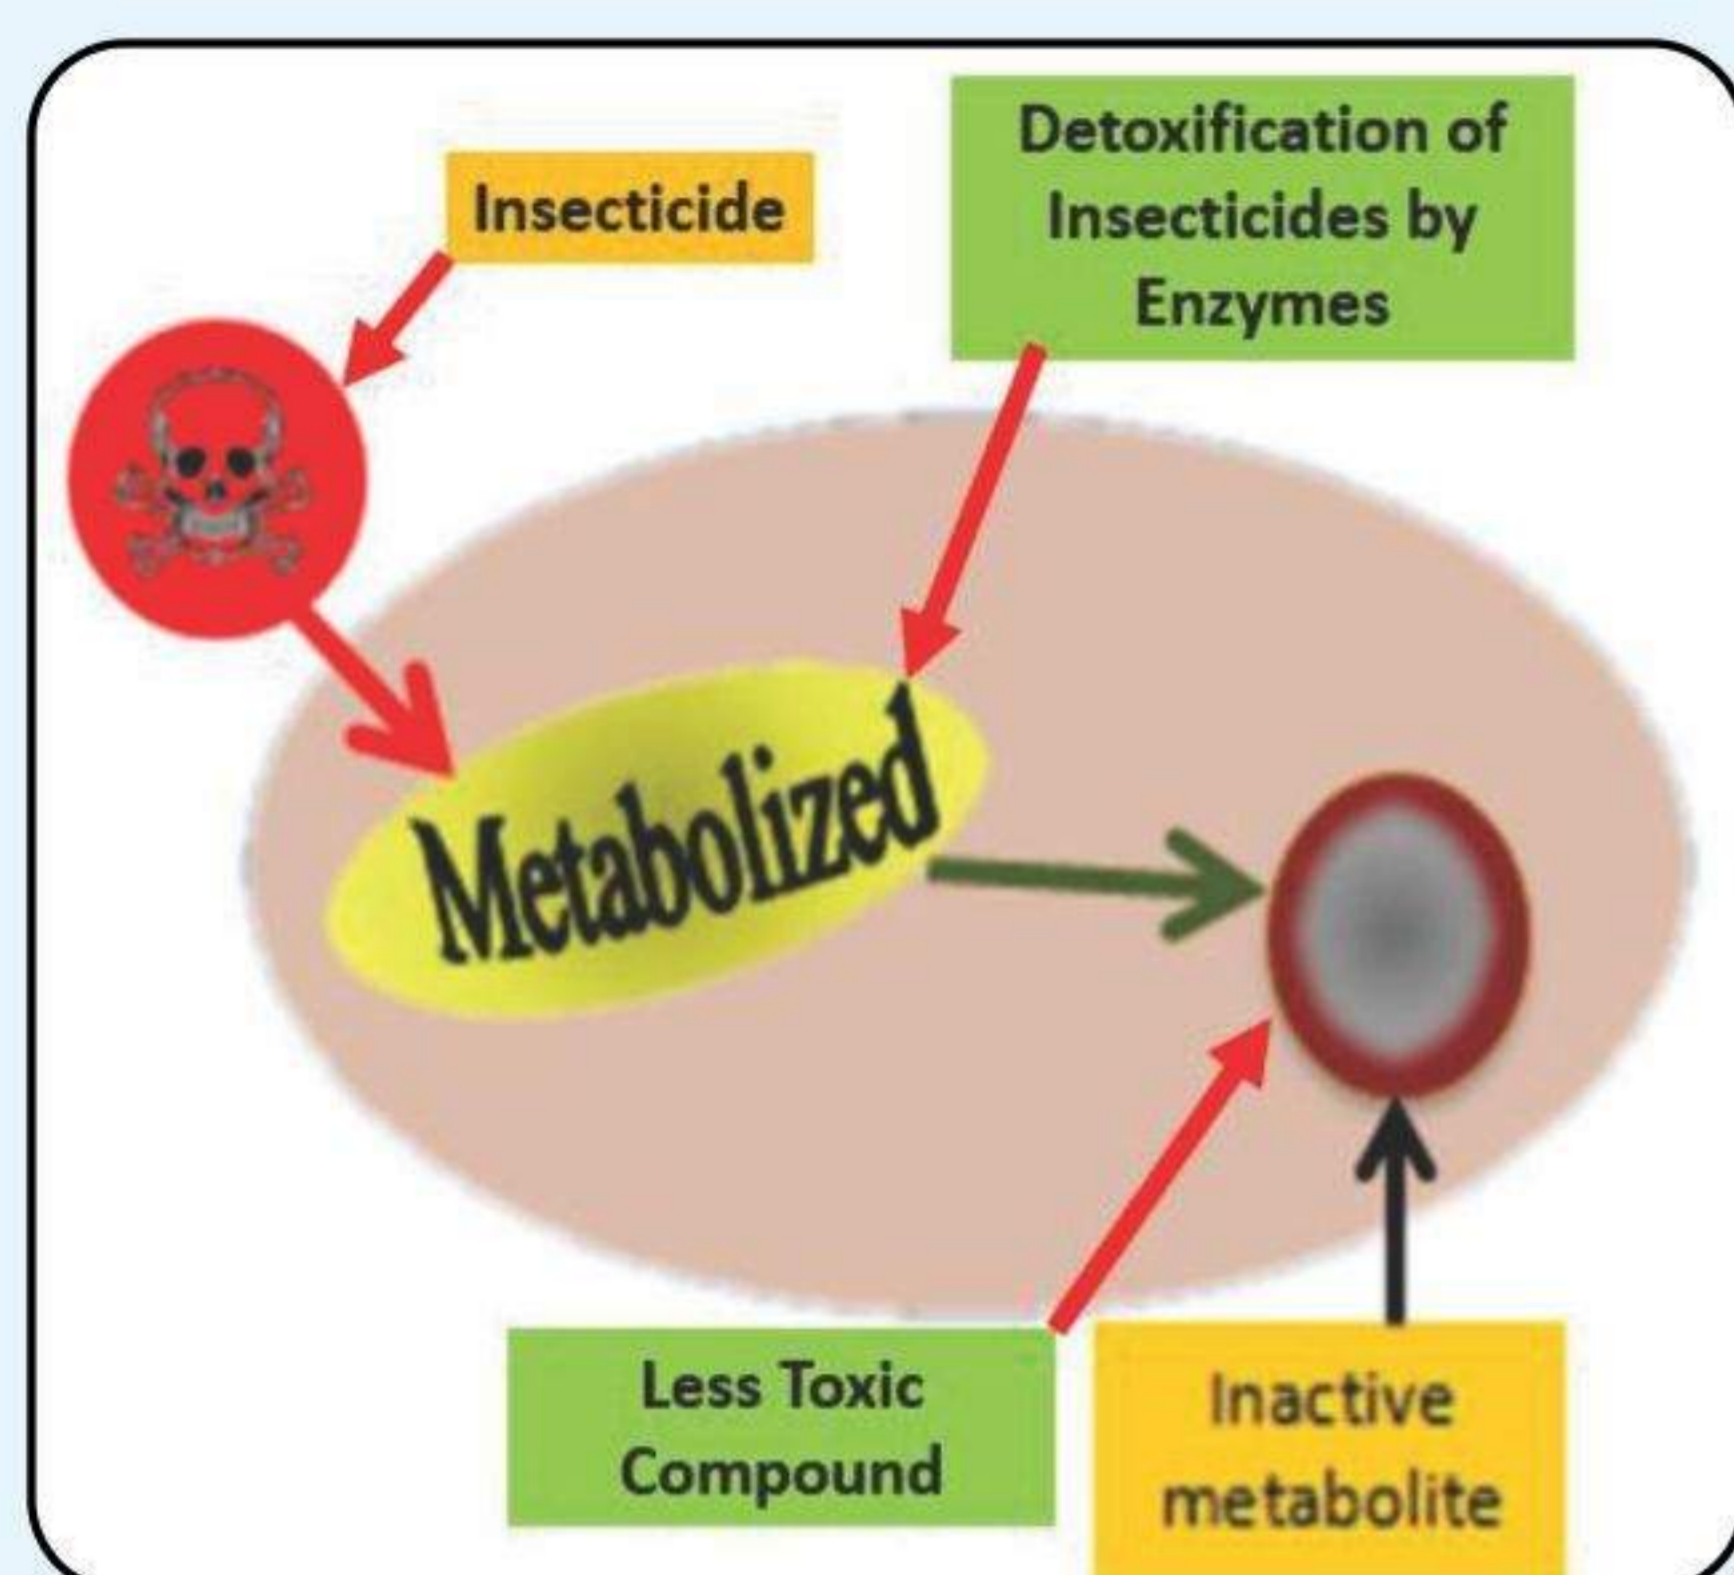 Insecticide
Detoxification of
Insecticides by
Enzymes
Metabolized
Less Toxic
Compound
Inactive
metabolite